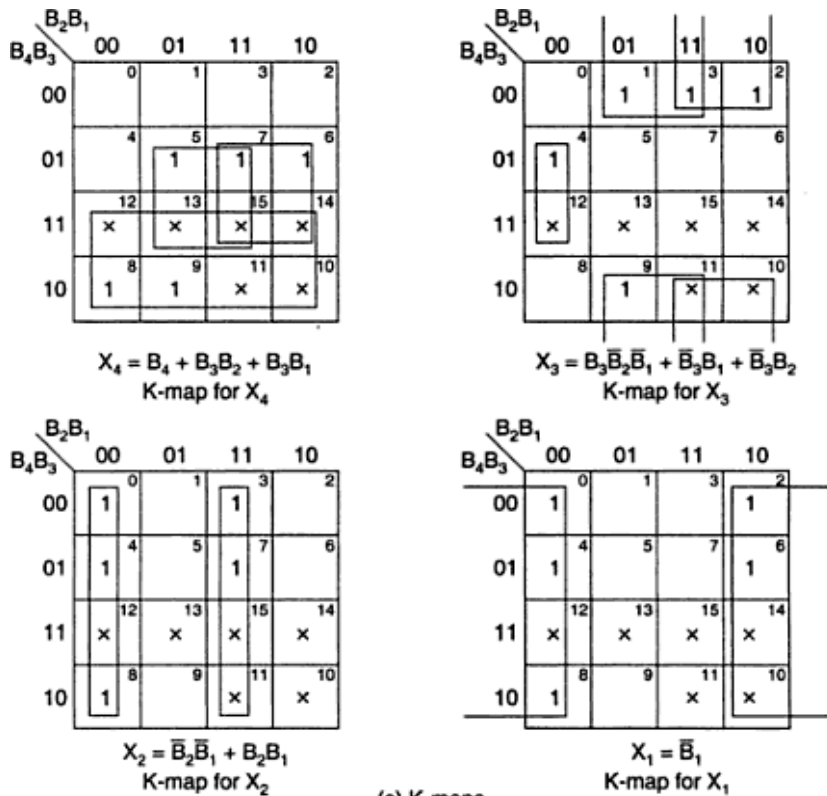 B₂B₁
B₄B₃ 00 01 11 10
0 1 3 2
00
4 5 7 6
01 1 1 1
12 13 15 14
11 × × × ×
8 9 11 10
10 1 1 × ×
X₄ = B₄ + B₃B₂ + B₃B₁
K-map for X₄
B₂B₁
B₄B₃ 00 01 11 10
0 1 3 2
00 1 1 1
4 5 7 6
01 1
12 13 15 14
11 × × × ×
8 9 11 10
10 1 × ×
X₃ = B₃B̅₂B̅₁ + B̅₃B₁ + B̅₃B₂
K-map for X₃
B₂B₁
B₄B₃ 00 01 11 10
0 1 3 2
00 1 1
4 5 7 6
01 1 1
12 13 15 14
11 × × × ×
8 9 11 10
10 1 × ×
X₂ = B̅₂B̅₁ + B₂B₁
K-map for X₂
B₂B₁
B₄B₃ 00 01 11 10
0 1 3 2
00 1 1
4 5 7 6
01 1 1
12 13 15 14
11 × × × ×
8 9 11 10
10 1 × ×
X₁ = B̅₁
K-map for X₁
K-maps